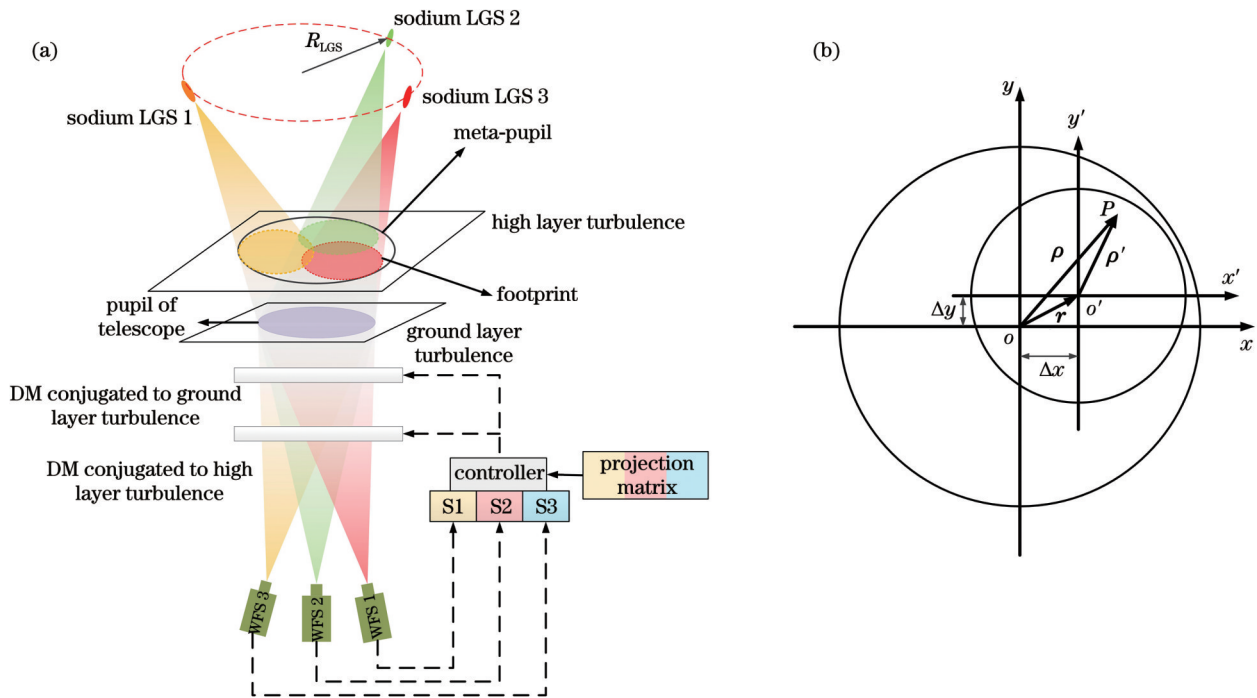 (a)
sodium LGS 2
R_LGS
sodium LGS 3
sodium LGS 1
meta-pupil
high layer turbulence
footprint
pupil of
telescope
ground layer
turbulence
DM conjugated to ground
layer turbulence
DM conjugated to high
layer turbulence
controller
projection
matrix
S1
S2
S3
WFS 3
WFS 2
WFS 1
(b)
y
y′
P
ρ
ρ′
x′
Δy
r
o′
o
x
Δx